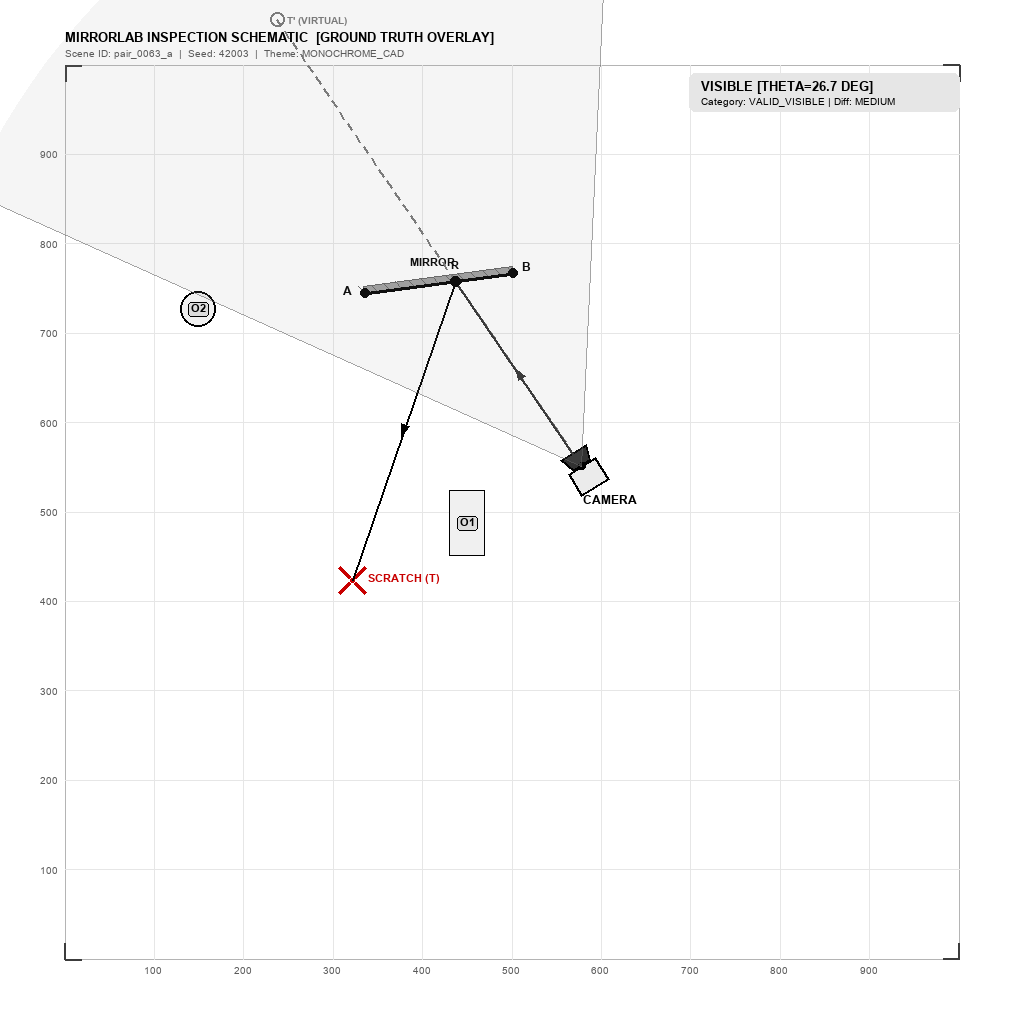 T' (VIRTUAL)
MIRRORLAB INSPECTION SCHEMATIC [GROUND TRUTH OVERLAY]
Scene ID: pair_0063_a | Seed: 42003 | Theme: MONOCHROME_CAD
VISIBLE [THETA=26.7 DEG]
Category: VALID_VISIBLE | Diff: MEDIUM
900
800
MIRROR
R
B
A
O2
700
600
CAMERA
500
O1
SCRATCH (T)
400
300
200
100
100 200 300 400 500 600 700 800 900